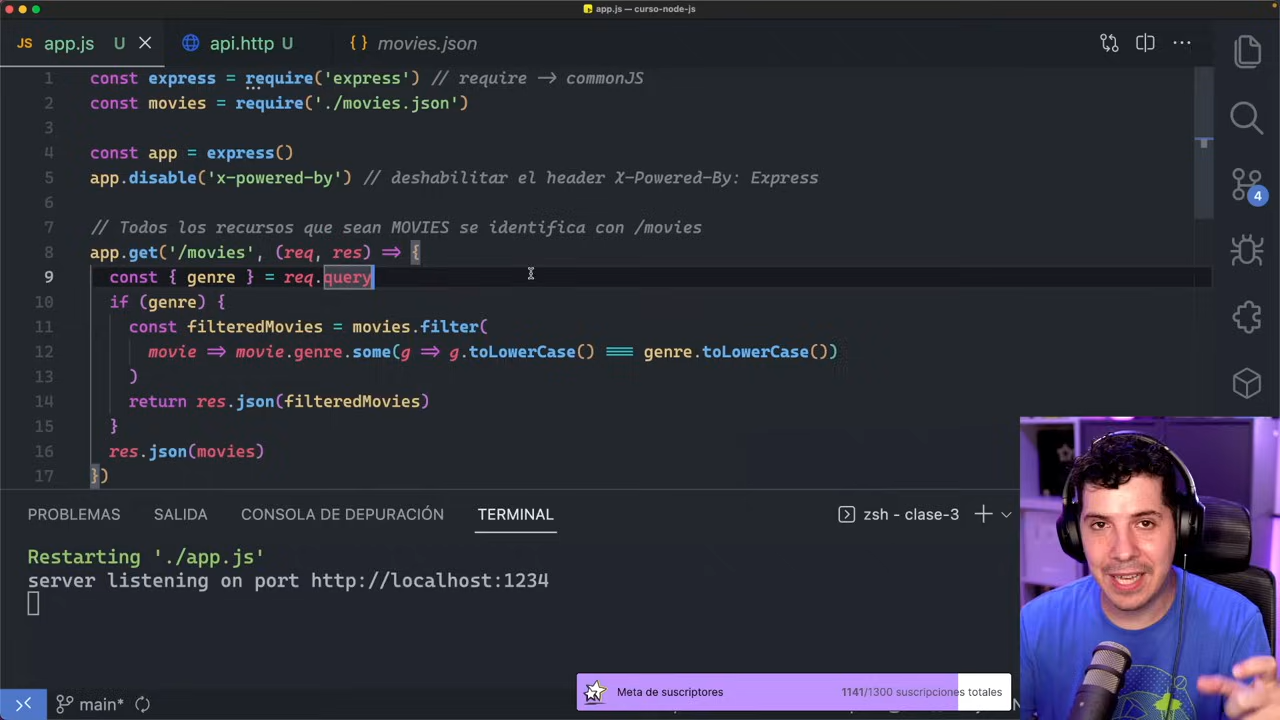 app.js — curso-node-js
JS app.js U
api.http U
{ } movies.json
1 const express = require('express') // require -> commonJS
2 const movies = require('./movies.json')
3
4 const app = express()
5 app.disable('x-powered-by') // deshabilitar el header X-Powered-By: Express
6
7 // Todos los recursos que sean MOVIES se identifica con /movies
8 app.get('/movies', (req, res) => {
9 const { genre } = req.query
10 if (genre) {
11 const filteredMovies = movies.filter(
12 movie => movie.genre.some(g => g.toLowerCase() === genre.toLowerCase())
13 )
14 return res.json(filteredMovies)
15 }
16 res.json(movies)
17 })
4
PROBLEMAS SALIDA CONSOLA DE DEPURACIÓN TERMINAL
zsh - clase-3
Restarting './app.js'
server listening on port http://localhost:1234
Meta de suscriptores 1141/1300 suscripciones totales
main*